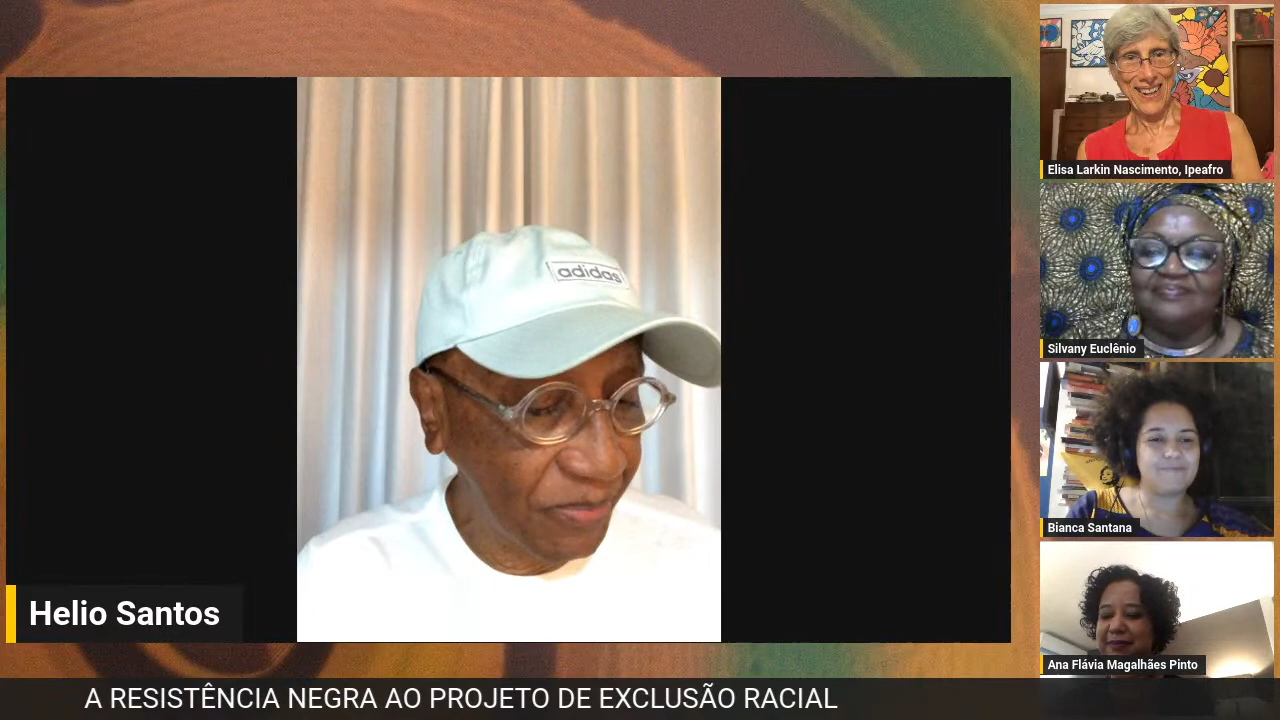 adidas
Helio Santos
Elisa Larkin Nascimento, Ipeafro
Silvany Euclênio
Bianca Santana
Ana Flávia Magalhães Pinto
A RESISTÊNCIA NEGRA AO PROJETO DE EXCLUSÃO RACIAL